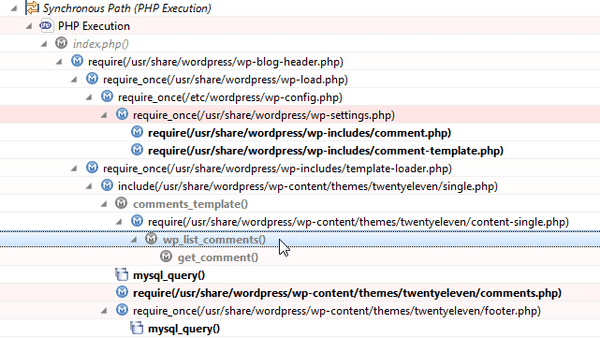 Synchronous Path (PHP Execution)
PHP Execution
index.php()
require(/usr/share/wordpress/wp-blog-header.php)
require_once(/usr/share/wordpress/wp-load.php)
require_once(/etc/wordpress/wp-config.php)
require_once(/usr/share/wordpress/wp-settings.php)
require(/usr/share/wordpress/wp-includes/comment.php)
require(/usr/share/wordpress/wp-includes/comment-template.php)
require_once(/usr/share/wordpress/wp-includes/template-loader.php)
include(/usr/share/wordpress/wp-content/themes/twentyeleven/single.php)
comments_template()
require(/usr/share/wordpress/wp-content/themes/twentyeleven/content-single.php)
wp_list_comments()
get_comment()
mysql_query()
require(/usr/share/wordpress/wp-content/themes/twentyeleven/comments.php)
require_once(/usr/share/wordpress/wp-content/themes/twentyeleven/footer.php)
mysql_query()